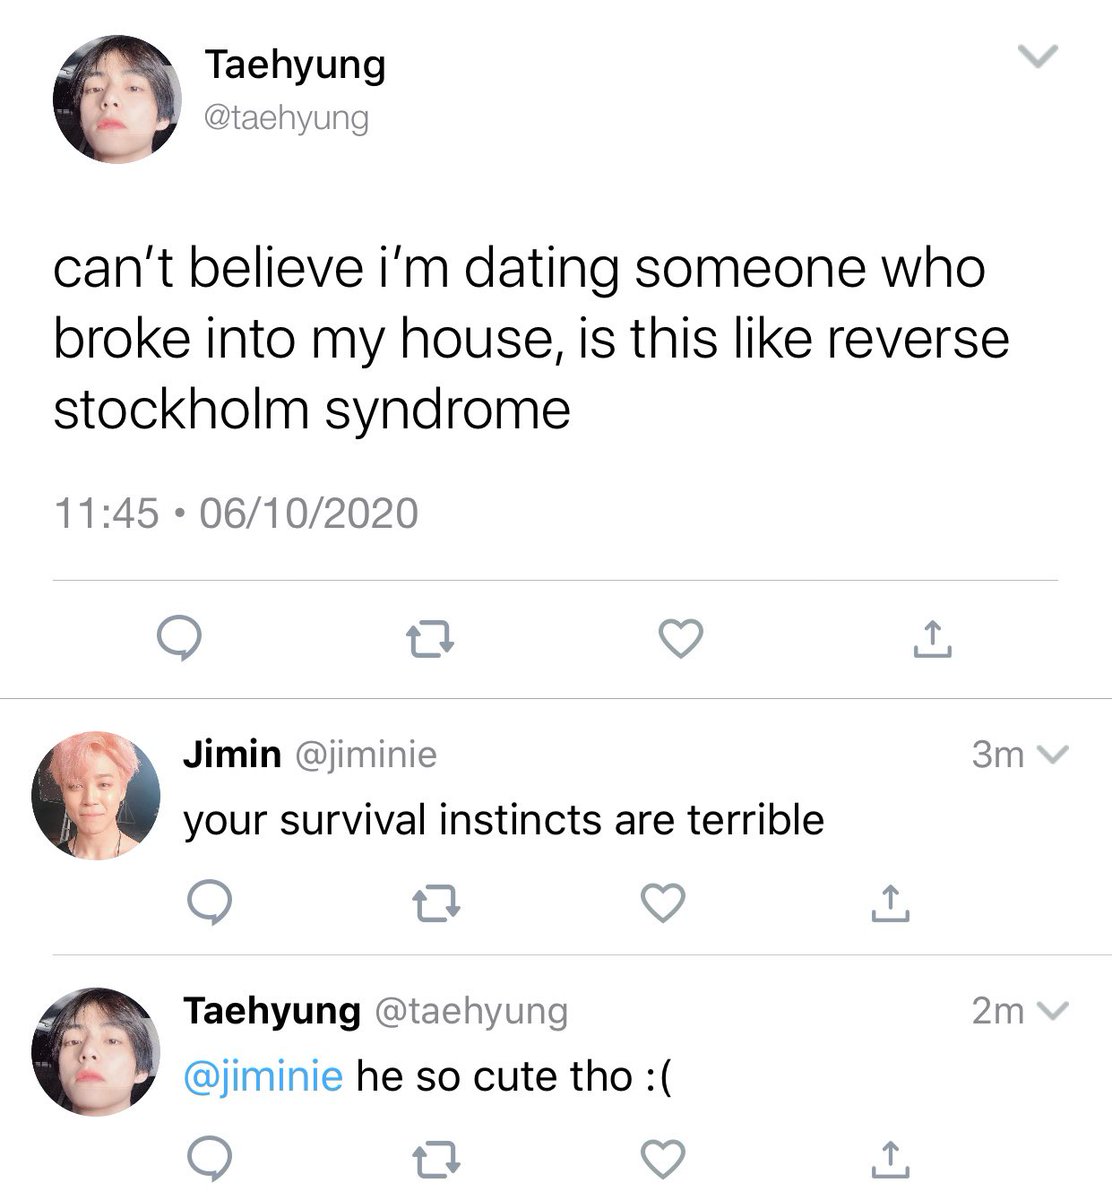 Taehyung
@taehyung
can’t believe i’m dating someone who
broke into my house, is this like reverse
stockholm syndrome
11:45 • 06/10/2020
Jimin @jiminie 3m
your survival instincts are terrible
Taehyung @taehyung 2m
@jiminie he so cute tho :(